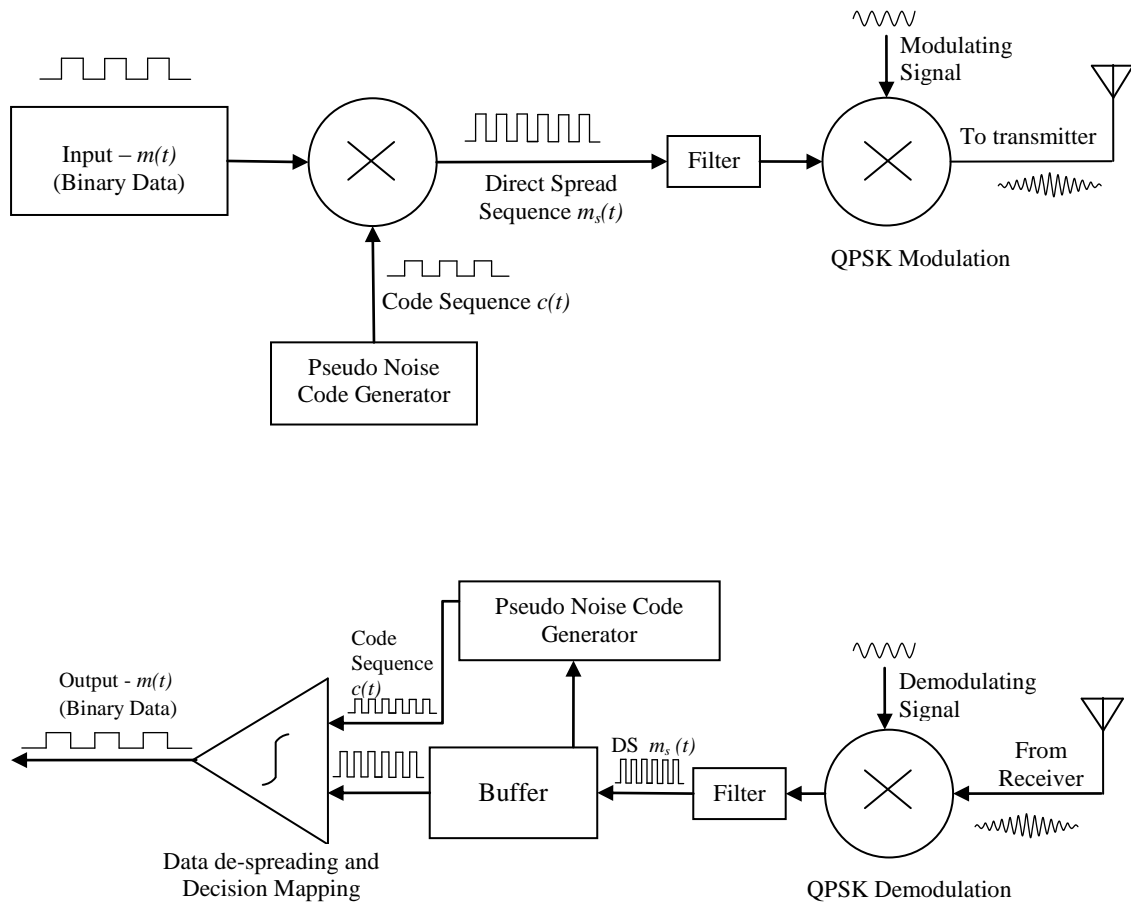 Modulating
Signal
Input – m(t)
(Binary Data)
Direct Spread
Sequence mₛ(t)
Filter
To transmitter
QPSK Modulation
Code Sequence c(t)
Pseudo Noise
Code Generator
Pseudo Noise Code
Generator
Code
Sequence
c(t)
Output - m(t)
(Binary Data)
Demodulating
Signal
DS mₛ (t)
From
Receiver
Buffer
Filter
Data de-spreading and
Decision Mapping
QPSK Demodulation